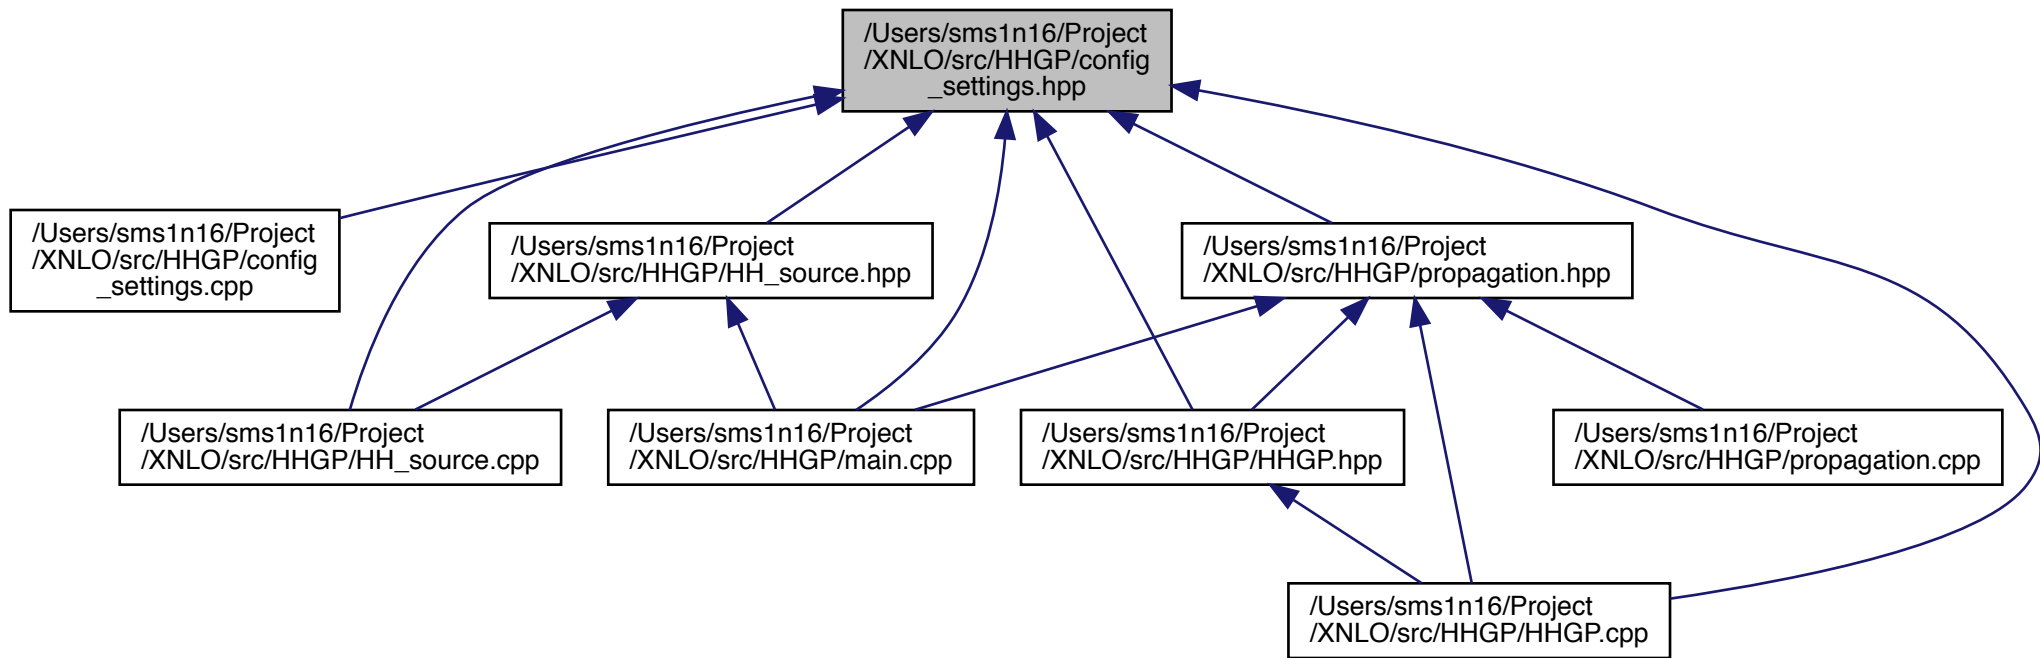 /Users/sms1n16/Project
/XNLO/src/HHGP/config
_settings.hpp
/Users/sms1n16/Project
/XNLO/src/HHGP/config
_settings.cpp
/Users/sms1n16/Project
/XNLO/src/HHGP/HH_source.hpp
/Users/sms1n16/Project
/XNLO/src/HHGP/propagation.hpp
/Users/sms1n16/Project
/XNLO/src/HHGP/HH_source.cpp
/Users/sms1n16/Project
/XNLO/src/HHGP/main.cpp
/Users/sms1n16/Project
/XNLO/src/HHGP/HHGP.hpp
/Users/sms1n16/Project
/XNLO/src/HHGP/propagation.cpp
/Users/sms1n16/Project
/XNLO/src/HHGP/HHGP.cpp